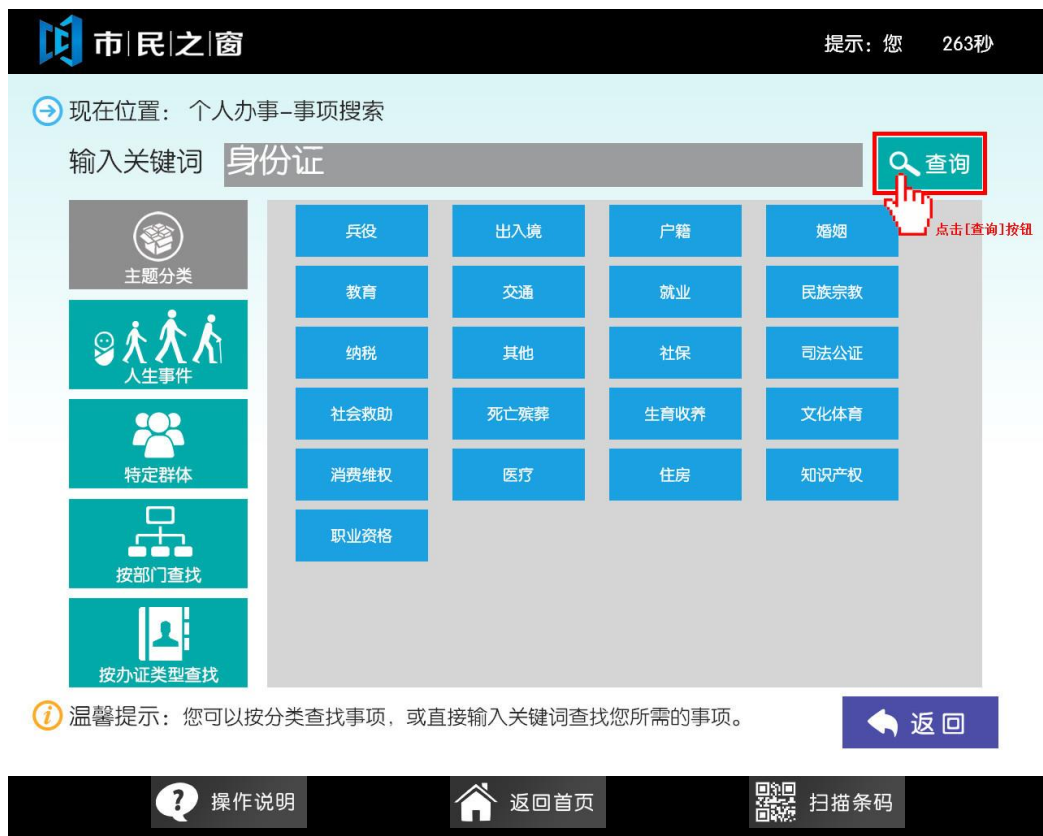 市|民|之|窗
提示：您 263秒
现在位置： 个人办事-事项搜索
输入关键词 身份证 查询
点击[查询]按钮
主题分类
人生事件
特定群体
按部门查找
按办证类型查找
兵役 出入境 户籍 婚姻
教育 交通 就业 民族宗教
纳税 其他 社保 司法公证
社会救助 死亡殡葬 生育收养 文化体育
消费维权 医疗 住房 知识产权
职业资格
温馨提示：您可以按分类查找事项，或直接输入关键词查找您所需的事项。
返回
操作说明 返回首页 扫描条码